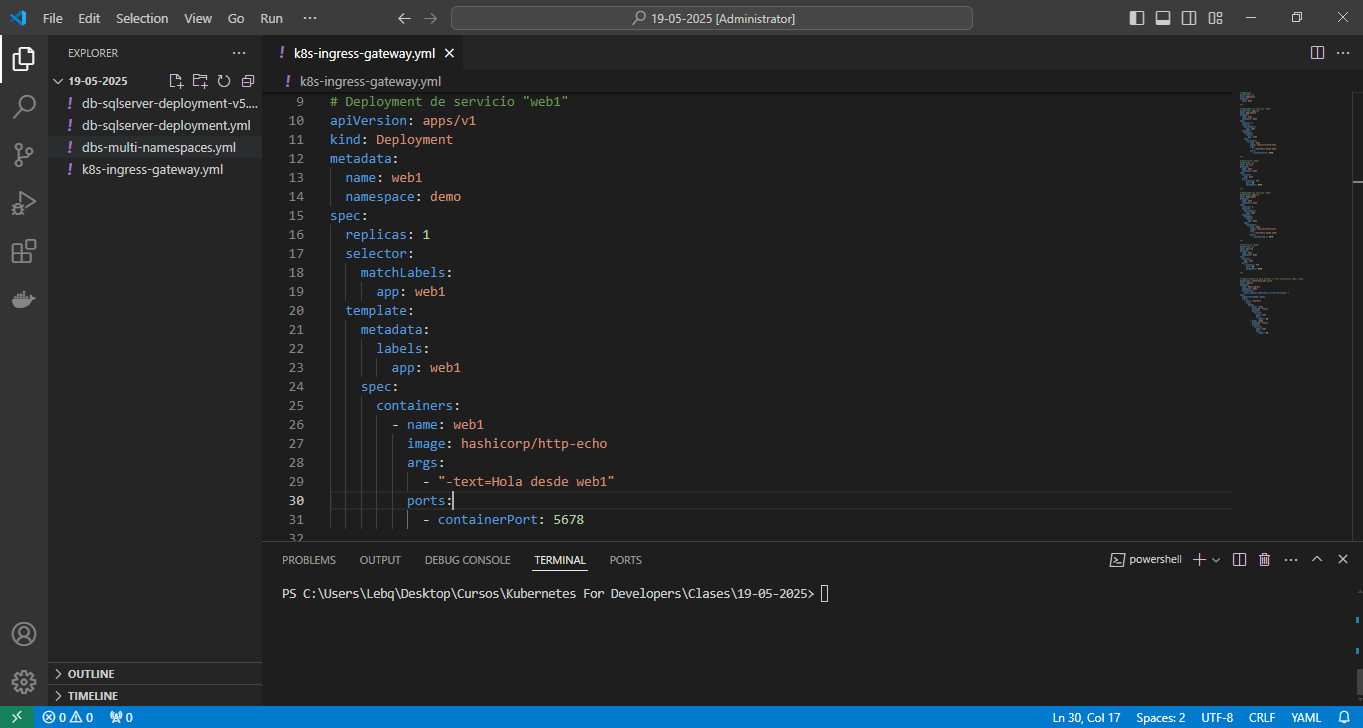 File Edit Selection View Go Run ···
19-05-2025 [Administrator]
EXPLORER
19-05-2025
db-sqlserver-deployment-v5....
db-sqlserver-deployment.yml
dbs-multi-namespaces.yml
k8s-ingress-gateway.yml
OUTLINE
TIMELINE
k8s-ingress-gateway.yml
k8s-ingress-gateway.yml
9 # Deployment de servicio "web1"
10 apiVersion: apps/v1
11 kind: Deployment
12 metadata:
13 name: web1
14 namespace: demo
15 spec:
16 replicas: 1
17 selector:
18 matchLabels:
19 app: web1
20 template:
21 metadata:
22 labels:
23 app: web1
24 spec:
25 containers:
26 - name: web1
27 image: hashicorp/http-echo
28 args:
29 - "-text=Hola desde web1"
30 ports:
31 - containerPort: 5678
32
PROBLEMS OUTPUT DEBUG CONSOLE TERMINAL PORTS
powershell
PS C:\Users\Lebq\Desktop\Cursos\Kubernetes For Developers\Clases\19-05-2025>
0 0 0
Ln 30, Col 17 Spaces: 2 UTF-8 CRLF YAML